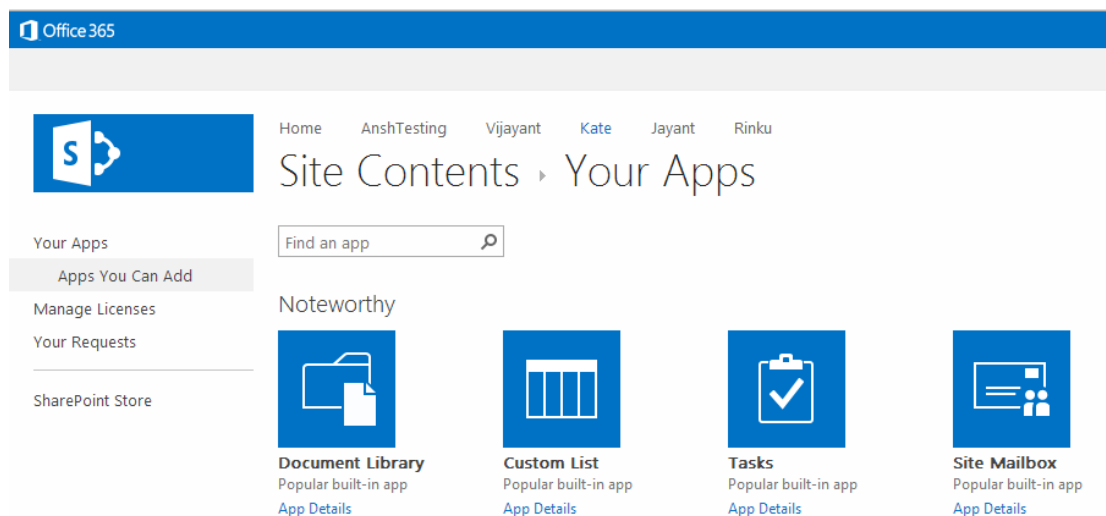 Office 365
Home AnshTesting Vijayant Kate Jayant Rinku
Site Contents ▸ Your Apps
Find an app
Your Apps
Apps You Can Add
Manage Licenses
Your Requests
SharePoint Store
Noteworthy
Document Library Custom List Tasks Site Mailbox
Popular built-in app Popular built-in app Popular built-in app Popular built-in app
App Details App Details App Details App Details